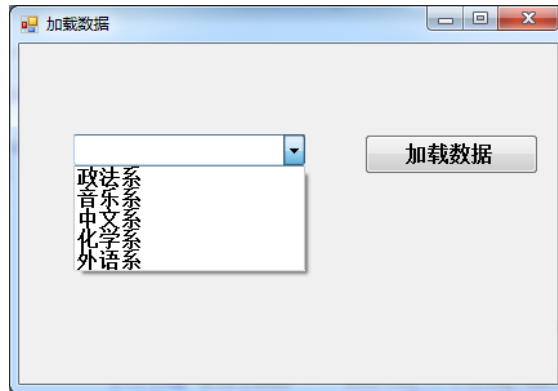 加载数据
加载数据
政法系
音乐系
中文系
化学系
外语系